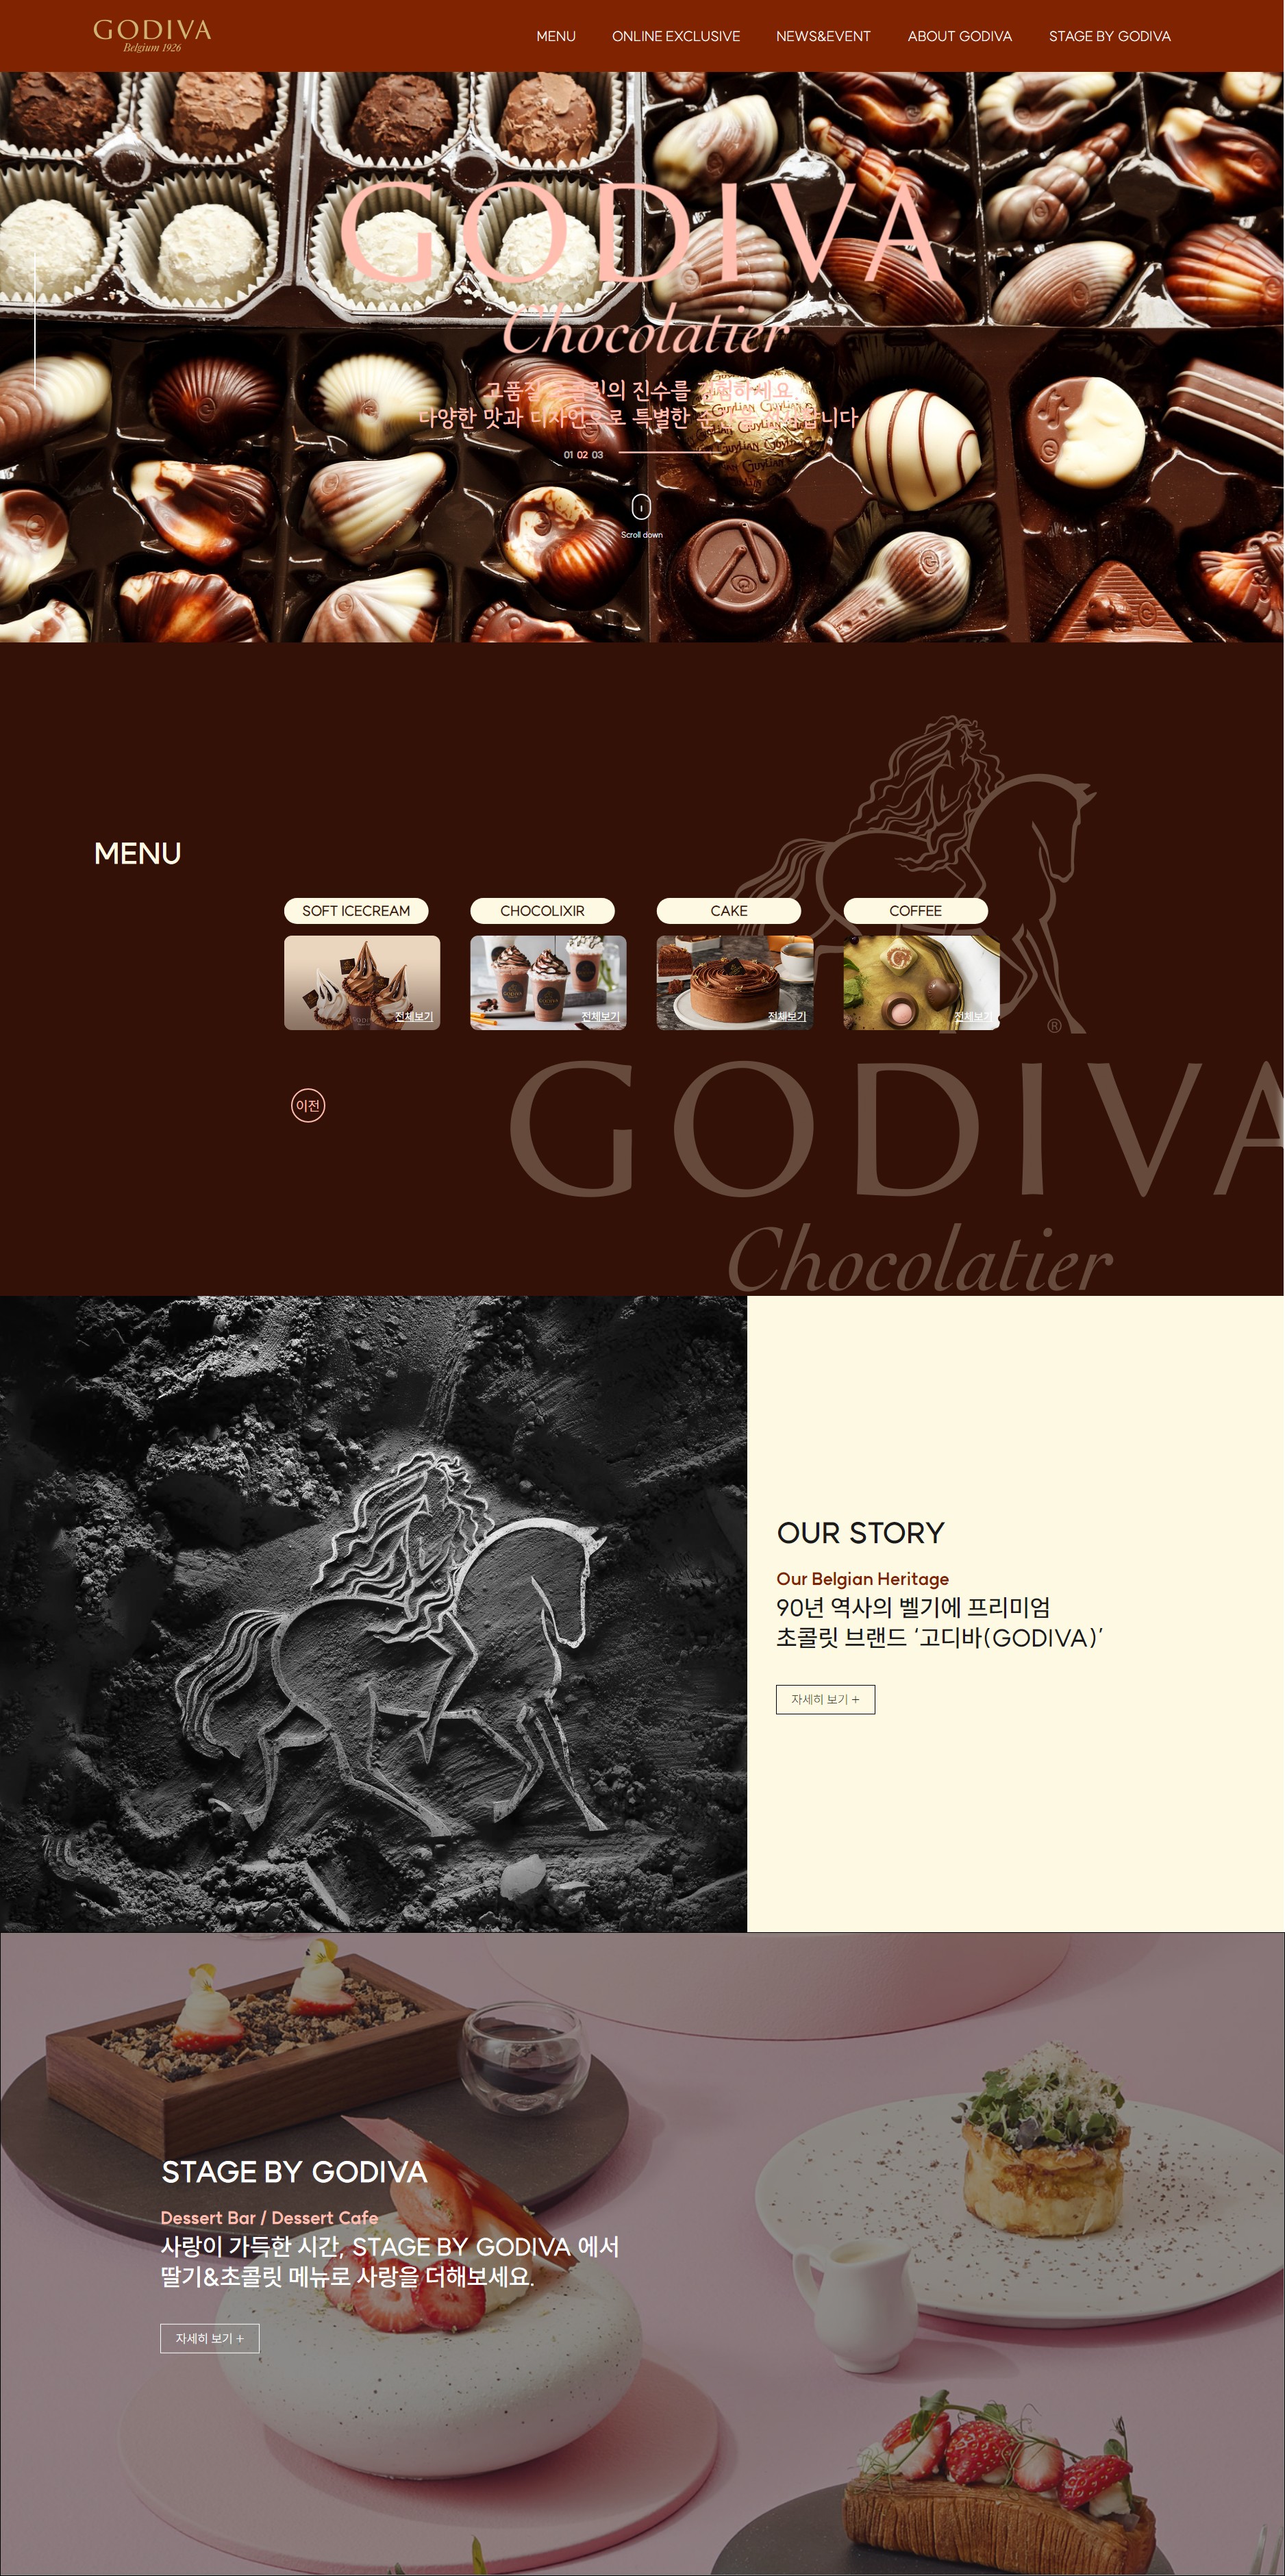 GODIVA
Belgium 1926
MENU
ONLINE EXCLUSIVE
NEWS&EVENT
ABOUT GODIVA
STAGE BY GODIVA
GODIVA
Chocolatier
고품질 초콜릿의 진수를 경험하세요.
다양한 맛과 디자인으로 특별한
01 02 03
Scroll down
MENU
SOFT ICECREAM
CHOCOLIXIR
CAKE
COFFEE
전체보기
전체보기
전체보기
전체보기
이전
®
GODIVA
Chocolatier
OUR STORY
Our Belgian Heritage
90년 역사의 벨기에 프리미엄
초콜릿 브랜드 ‘고디바(GODIVA)’
자세히 보기 +
STAGE BY GODIVA
Dessert Bar / Dessert Cafe
사랑이 가득한 시간, STAGE BY GODIVA 에서
딸기&초콜릿 메뉴로 사랑을 더해보세요.
자세히 보기 +